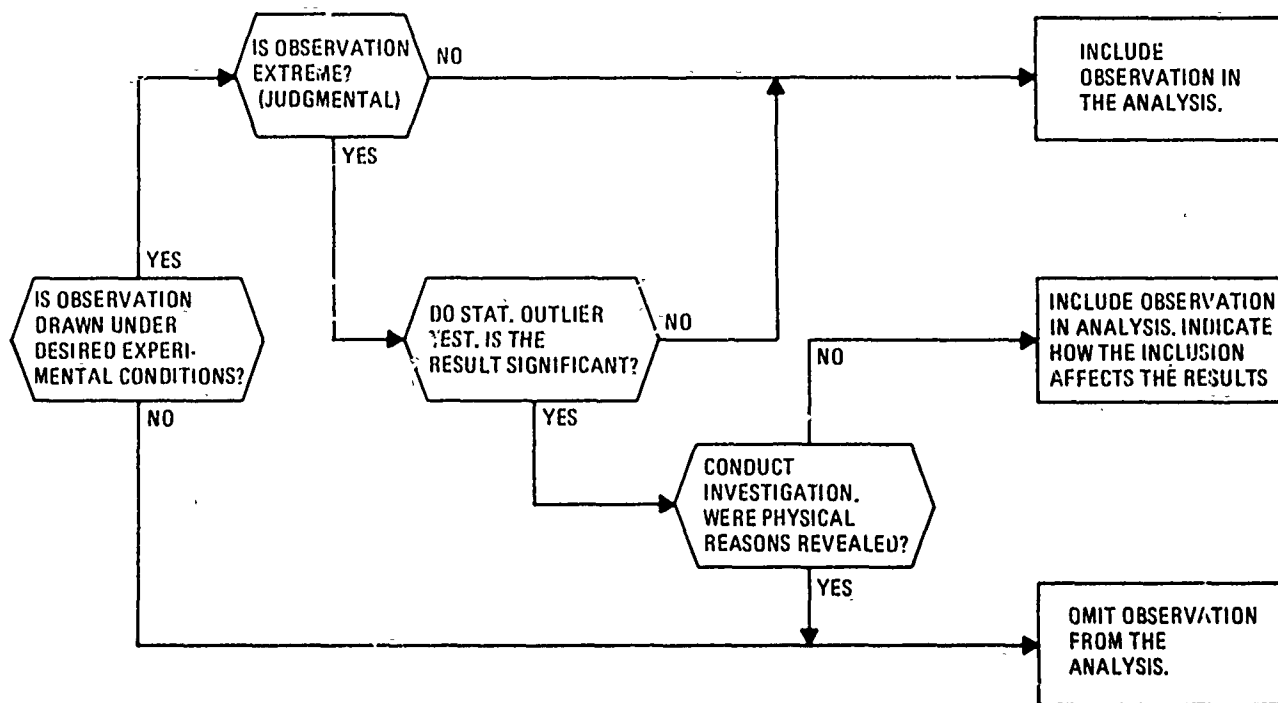 IS OBSERVATION
EXTREME?
(JUDGMENTAL)
NO
YES
INCLUDE
OBSERVATION IN
THE ANALYSIS.
YES
IS OBSERVATION
DRAWN UNDER
DESIRED EXPERI-
MENTAL CONDITIONS?
NO
DO STAT. OUTLIER
TEST. IS THE
RESULT SIGNIFICANT?
NO
YES
INCLUDE OBSERVATION
IN ANALYSIS. INDICATE
HOW THE INCLUSION
AFFECTS THE RESULTS
NO
CONDUCT
INVESTIGATION.
WERE PHYSICAL
REASONS REVEALED?
YES
OMIT OBSERVATION
FROM THE
ANALYSIS.